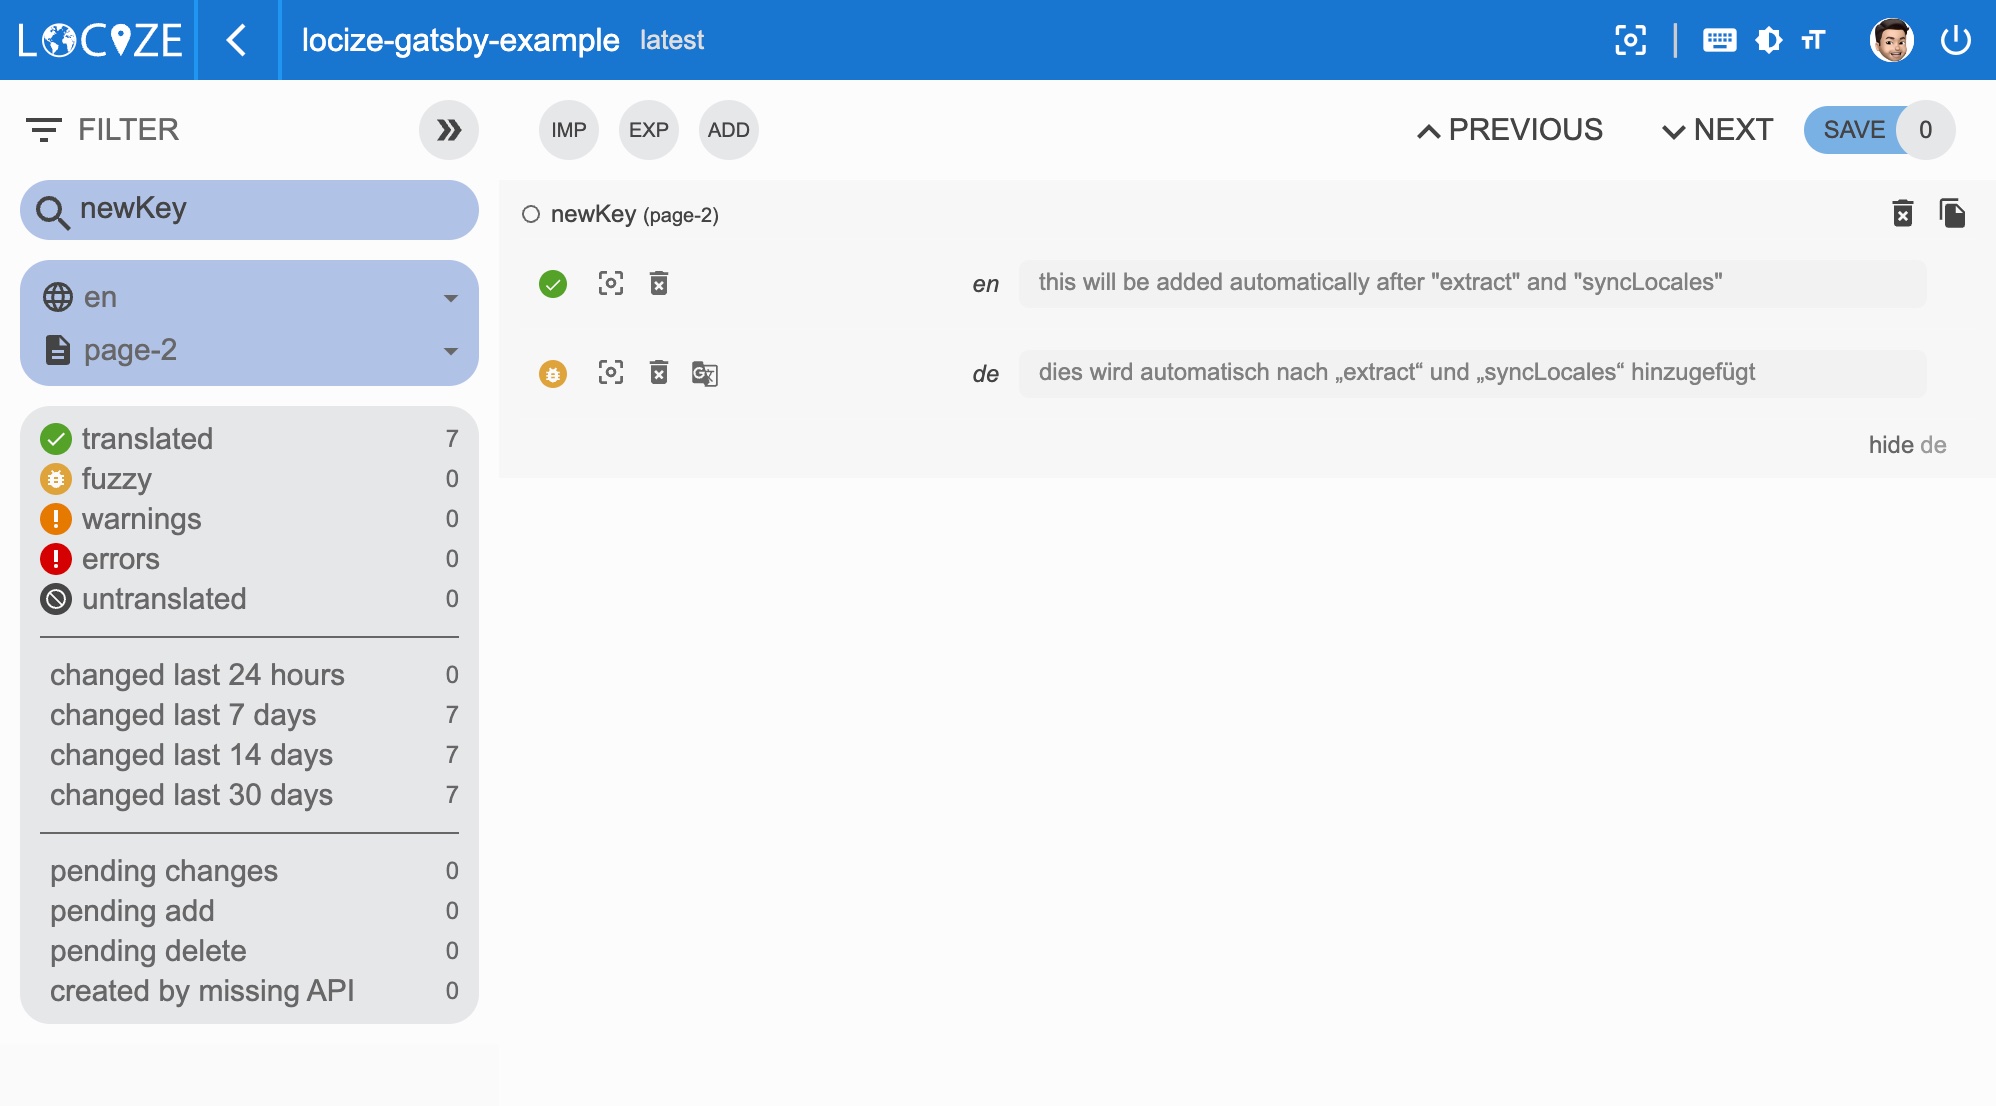 LOCIZE
locize-gatsby-example latest
FILTER
IMP EXP ADD
PREVIOUS NEXT SAVE 0
newKey
en
page-2
translated 7
fuzzy 0
warnings 0
errors 0
untranslated 0
changed last 24 hours 0
changed last 7 days 7
changed last 14 days 7
changed last 30 days 7
pending changes 0
pending add 0
pending delete 0
created by missing API 0
newKey (page-2)
en this will be added automatically after "extract" and "syncLocales"
de dies wird automatisch nach „extract“ und „syncLocales“ hinzugefügt
hide de